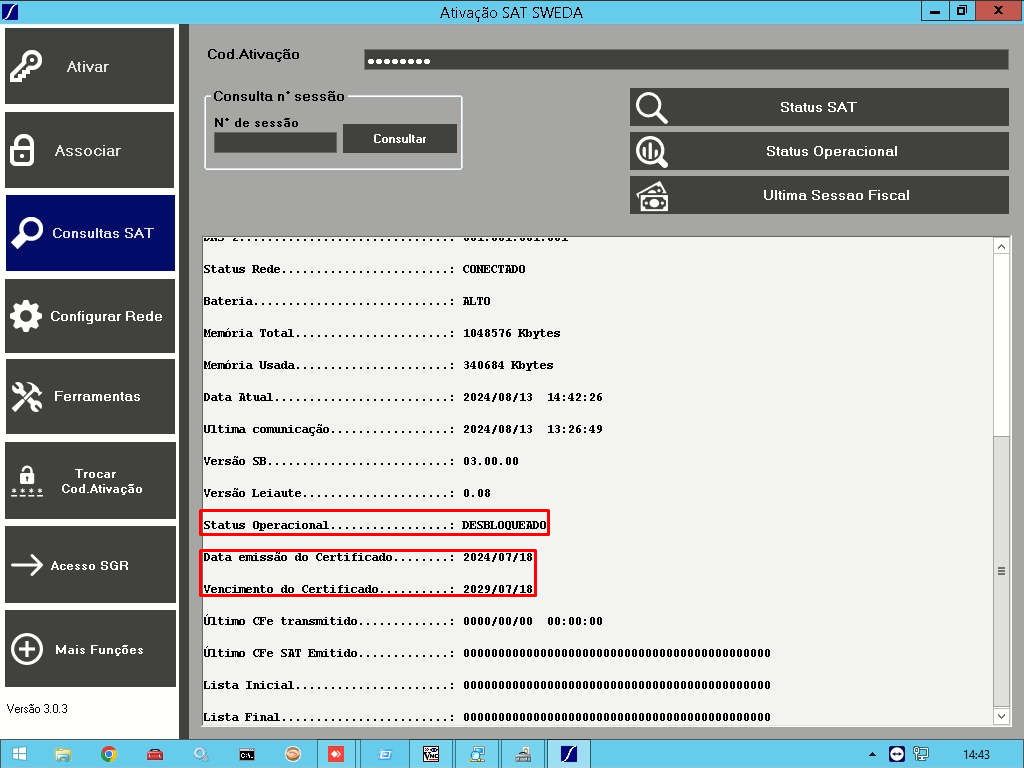 Ativação SAT SWEDA
Ativar
Associar
Consultas SAT
Configurar Rede
Ferramentas
Trocar
Cod.Ativação
Acesso SGR
Mais Funções
Versão 3.0.3
Cod.Ativação
●●●●●●●●
Consulta n° sessão
N° de sessão
Consultar
Status SAT
Status Operacional
Ultima Sessao Fiscal
Status Rede........................: CONECTADO
Bateria............................: ALTO
Memória Total......................: 1048576 Kbytes
Memória Usada......................: 340684 Kbytes
Data Atual.........................: 2024/08/13  14:42:26
Ultima comunicação.................: 2024/08/13  13:26:49
Versão SB..........................: 03.00.00
Versão Leiaute.....................: 0.08
Status Operacional.................: DESBLOQUEADO
Data emissão do Certificado........: 2024/07/18
Vencimento do Certificado..........: 2029/07/18
Último CFe transmitido.............: 0000/00/00  00:00:00
Último CFe SAT Emitido.............: 00000000000000000000000000000000000000000000
Lista Inicial......................: 00000000000000000000000000000000000000000000
Lista Final........................: 00000000000000000000000000000000000000000000
14:43